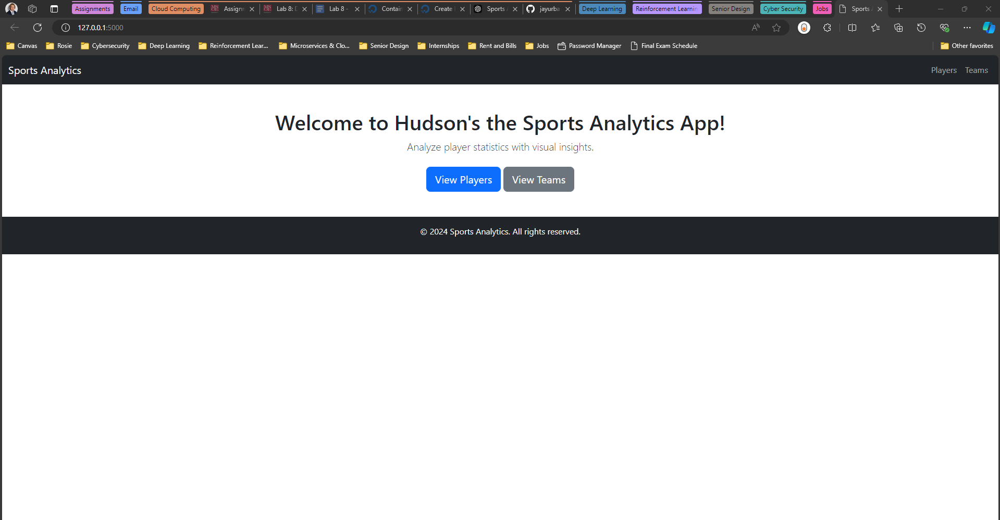 Assignments Email Cloud Computing Assignn Lab 8: D Lab 8 - Contain Create Sports jayurba Deep Learning Reinforcement Learnin Senior Design Cyber Security Jobs Sports
127.0.0.1:5000
Canvas Rosie Cybersecurity Deep Learning Reinforcement Lear... Microservices & Clo... Senior Design Internships Rent and Bills Jobs Password Manager Final Exam Schedule Other favorites
Sports Analytics Players Teams
Welcome to Hudson's the Sports Analytics App!
Analyze player statistics with visual insights.
View Players View Teams
© 2024 Sports Analytics. All rights reserved.